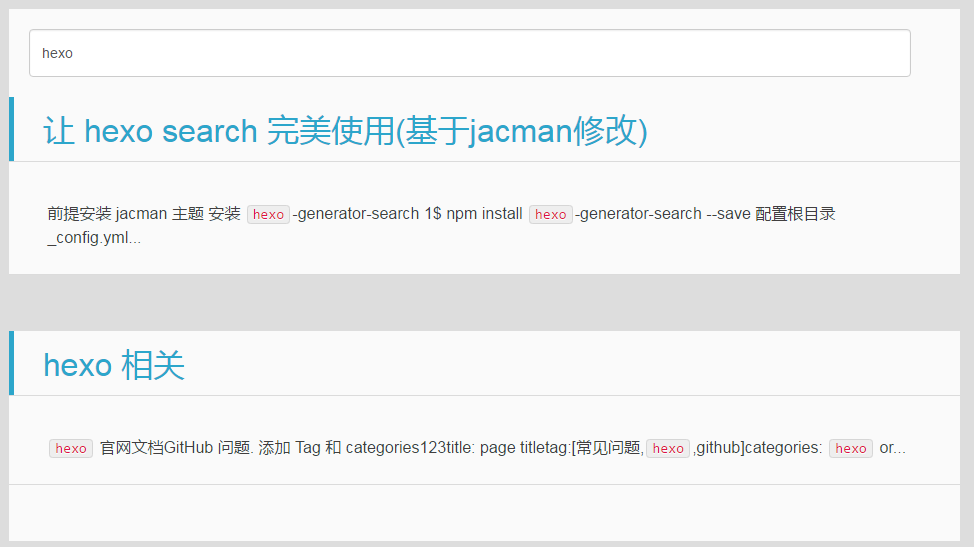 hexo
让 hexo search 完美使用(基于jacman修改)
前提安装 jacman 主题 安装 hexo -generator-search 1$ npm install hexo -generator-search --save 配置根目录
_config.yml...
hexo 相关
hexo 官网文档GitHub 问题. 添加 Tag 和 categories123title: page titletag:[常见问题, hexo ,github]categories: hexo or...